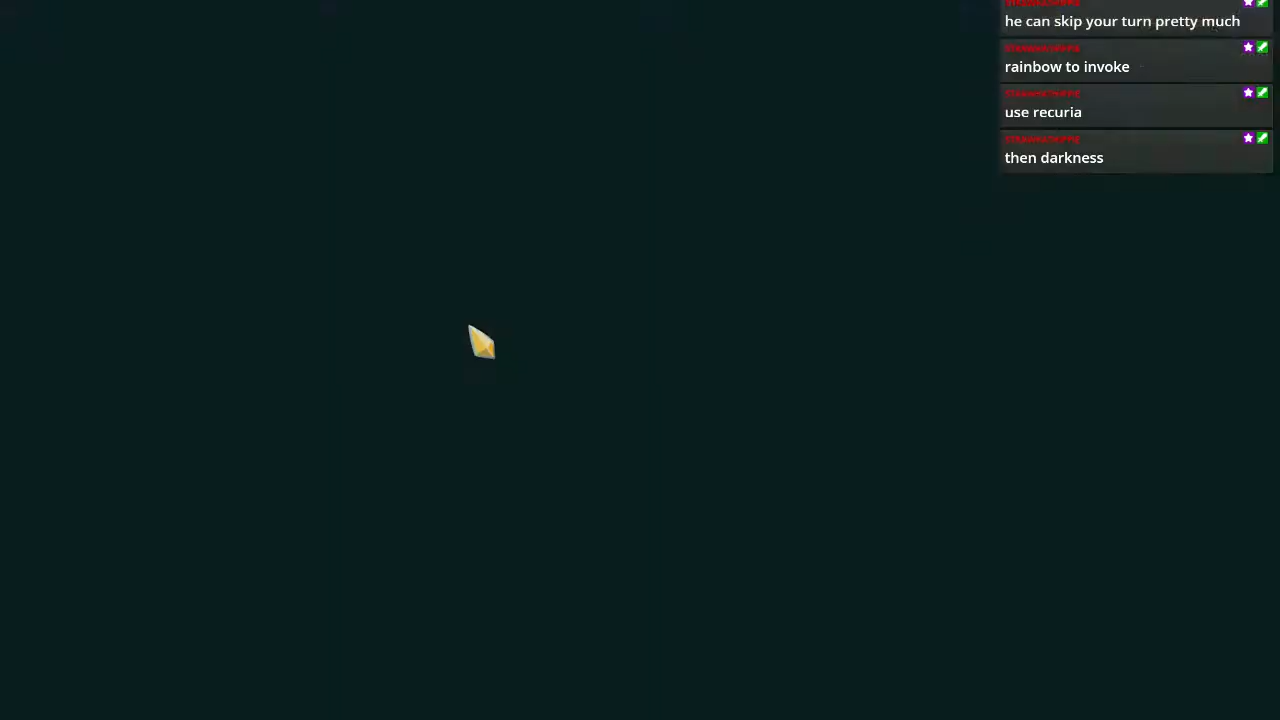 he can skip your turn pretty much
rainbow to invoke
use recuria
then darkness